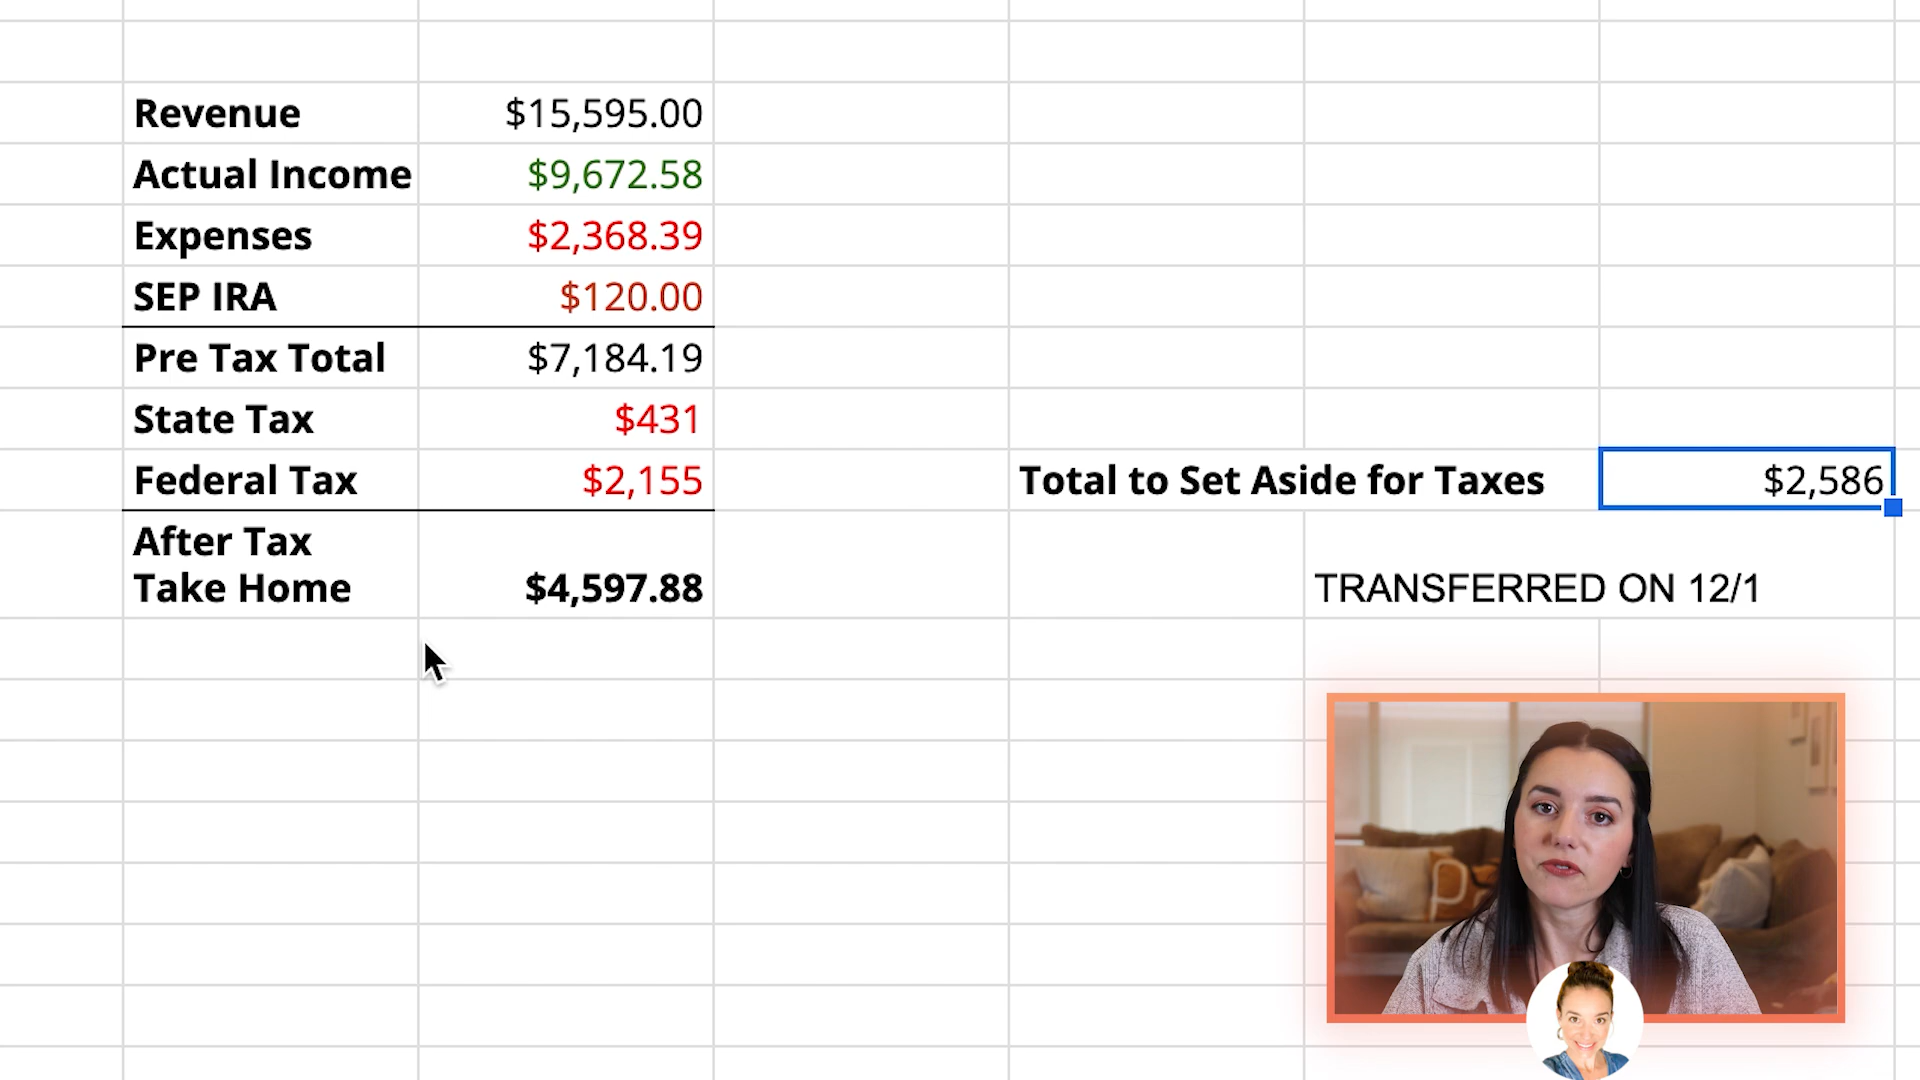 Revenue $15,595.00
Actual Income $9,672.58
Expenses $2,368.39
SEP IRA $120.00
Pre Tax Total $7,184.19
State Tax $431
Federal Tax $2,155 Total to Set Aside for Taxes $2,586
After Tax
Take Home $4,597.88 TRANSFERRED ON 12/1